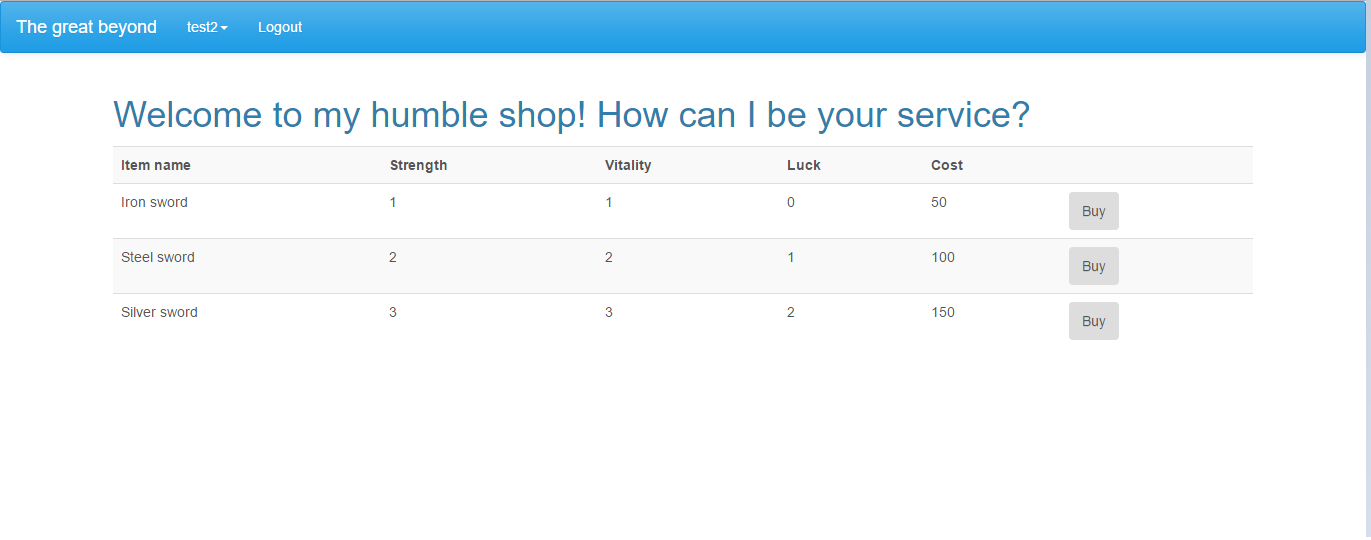 The great beyond test2 Logout
Welcome to my humble shop! How can I be your service?
Item name Strength Vitality Luck Cost
Iron sword 1 1 0 50 Buy
Steel sword 2 2 1 100 Buy
Silver sword 3 3 2 150 Buy